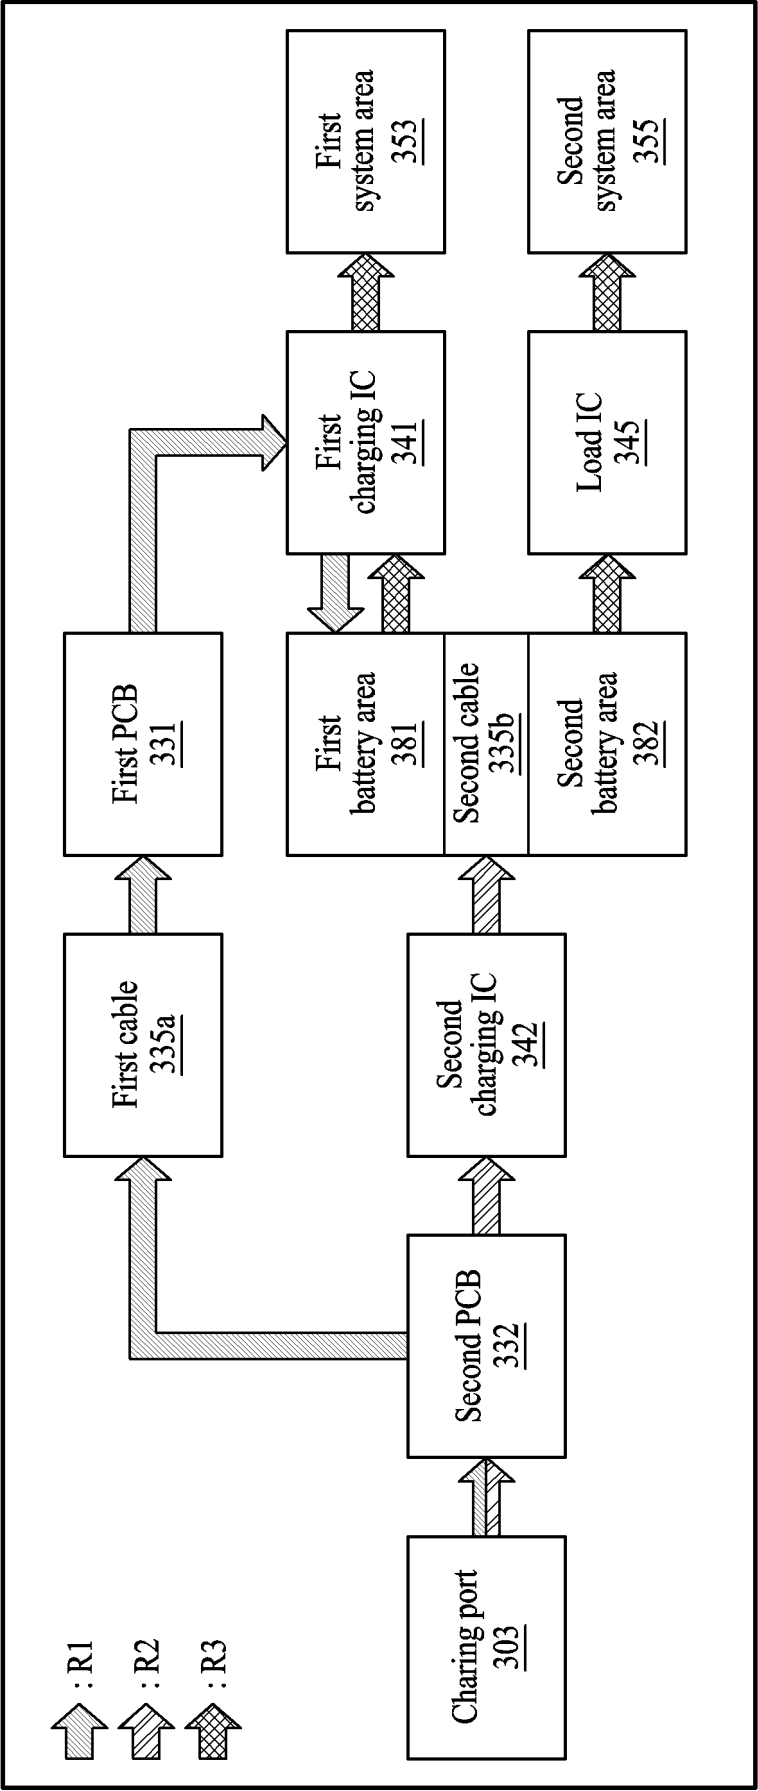 : R1
: R2
: R3
First cable
335a
First PCB
331
Charing port
303
Second PCB
332
Second
charging IC
342
First
battery area
381
Second cable
335b
Second
battery area
382
First
charging IC
341
Load IC
345
First
system area
353
Second
system area
355